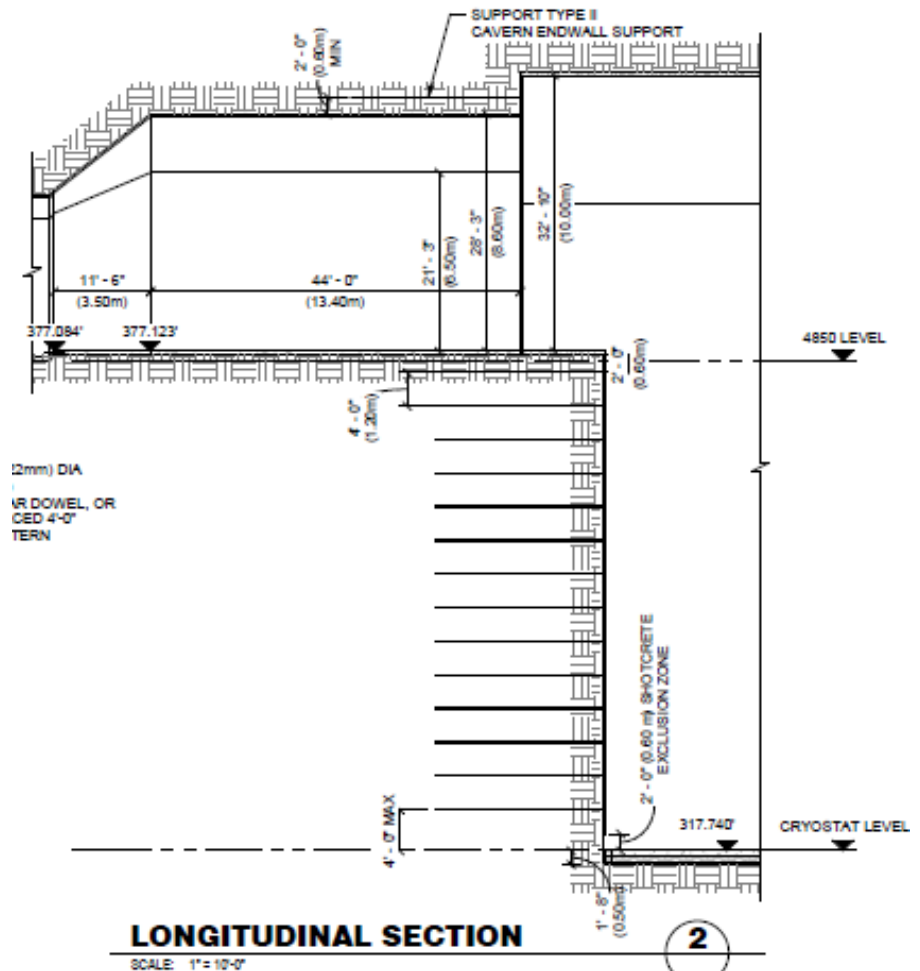 SUPPORT TYPE II
CAVERN ENDWALL SUPPORT
2' - 0"
(0.60m)
MIN
32' - 10"
(10.00m)
28' - 3"
(8.60m)
21' - 3"
(6.50m)
11' - 6"
(3.50m)
44' - 0"
(13.40m)
377.084'
377.123'
4850 LEVEL
2' - 0"
(0.60m)
4' - 0"
(1.20m)
22mm) DIA
AR DOWEL, OR
CED 4'-0"
TERN
2' - 0" (0.60 m) SHOTCRETE
EXCLUSION ZONE
4' - 0" MAX
317.740'
CRYOSTAT LEVEL
1' - 8"
(0.50m)
LONGITUDINAL SECTION
2
SCALE: 1" = 10'-0"